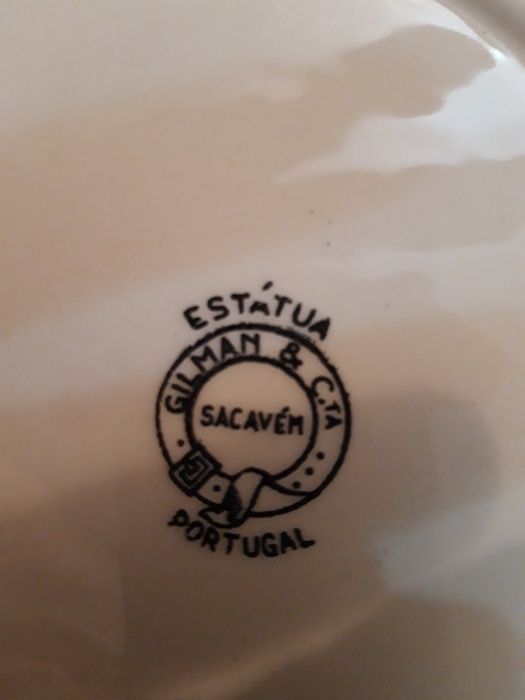 ESTÁTUA
GILMAN & C.TA
SACAVÉM
PORTUGAL